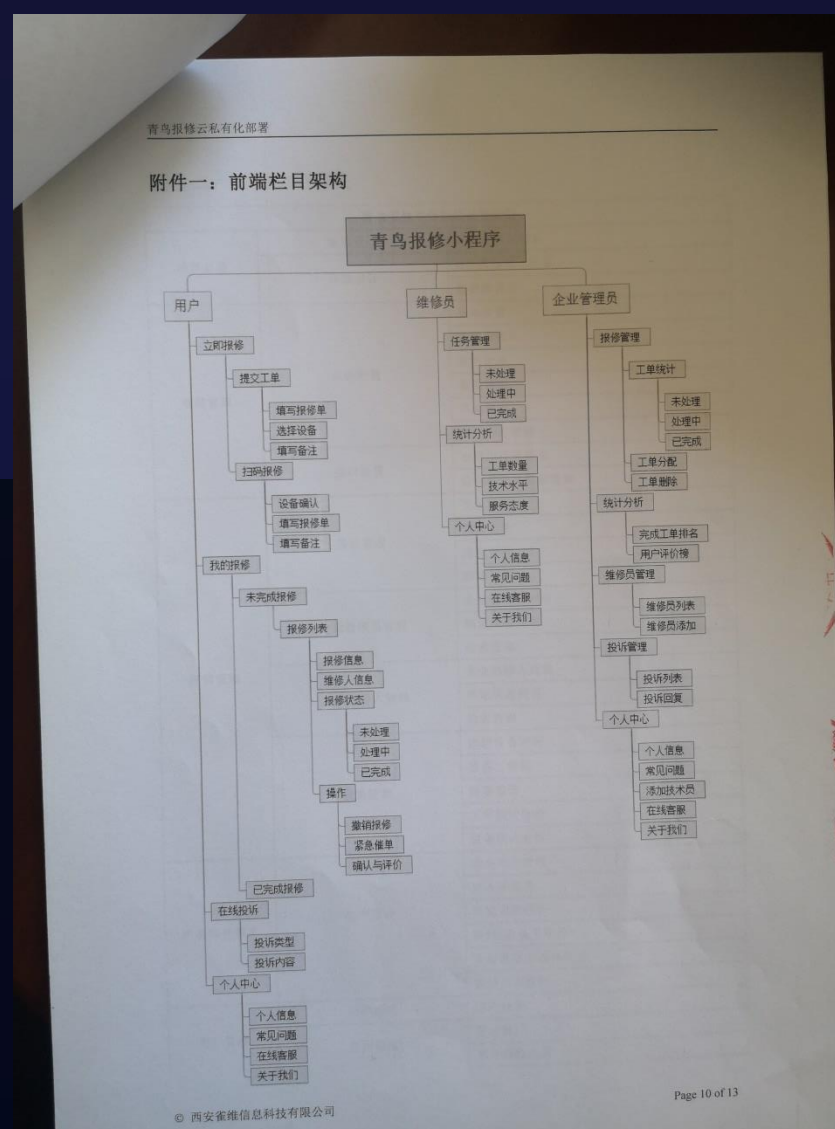 青鸟报修云私有化部署
附件一：前端栏目架构
青鸟报修小程序
用户
立即报修
提交工单
填写报修单
选择设备
填写备注
扫码报修
设备确认
填写报修单
填写备注
我的报修
未完成报修
报修列表
报修信息
维修人信息
报修状态
未处理
处理中
已完成
操作
撤销报修
紧急催单
确认与评价
已完成报修
在线投诉
投诉类型
投诉内容
个人中心
个人信息
常见问题
在线客服
关于我们
维修员
任务管理
未处理
处理中
已完成
统计分析
工单数量
技术水平
服务态度
个人中心
个人信息
常见问题
在线客服
关于我们
企业管理员
报修管理
工单统计
未处理
处理中
已完成
工单分配
工单删除
统计分析
完成工单排名
用户评价榜
维修员管理
维修员列表
维修员添加
投诉管理
投诉列表
投诉回复
个人中心
个人信息
常见问题
添加技术员
在线客服
关于我们
Page 10 of 13
© 西安雀维信息科技有限公司